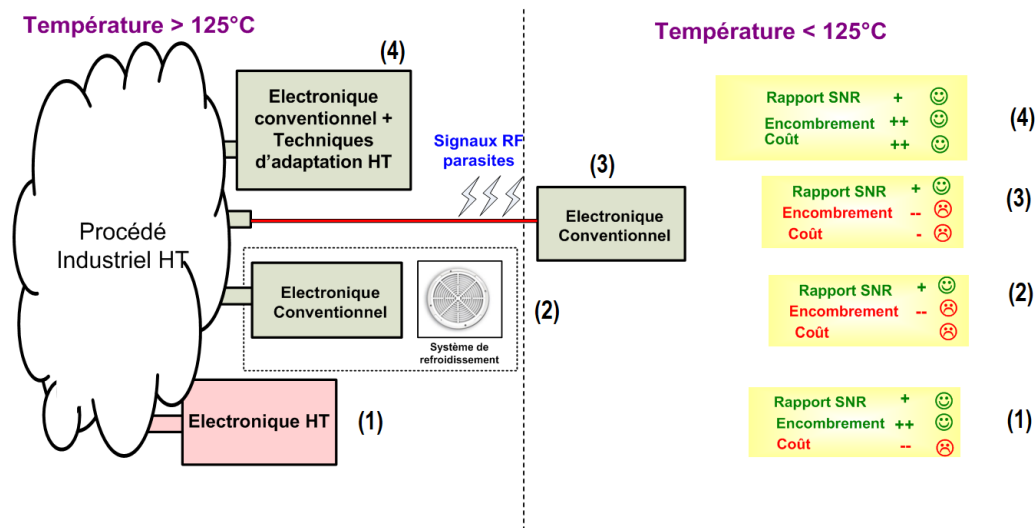 Température > 125°C
Température < 125°C
(4)
Electronique
conventionnel +
Techniques
d'adaptation HT
Signaux RF
parasites
(3)
Electronique
Conventionnel
Procédé
Industriel HT
Electronique
Conventionnel
Système de
refroidissement
(2)
Electronique HT
(1)
Rapport SNR +
Encombrement ++
Coût ++
(4)
Rapport SNR +
Encombrement --
Coût -
(3)
Rapport SNR +
Encombrement --
Coût
(2)
Rapport SNR +
Encombrement ++
Coût --
(1)